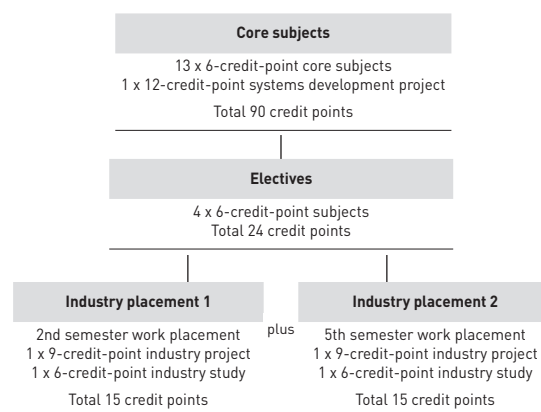 Core subjects
13 x 6-credit-point core subjects
1 x 12-credit-point systems development project
Total 90 credit points
Electives
4 x 6-credit-point subjects
Total 24 credit points
Industry placement 1
2nd semester work placement
1 x 9-credit-point industry project
1 x 6-credit-point industry study
Total 15 credit points
plus
Industry placement 2
5th semester work placement
1 x 9-credit-point industry project
1 x 6-credit-point industry study
Total 15 credit points